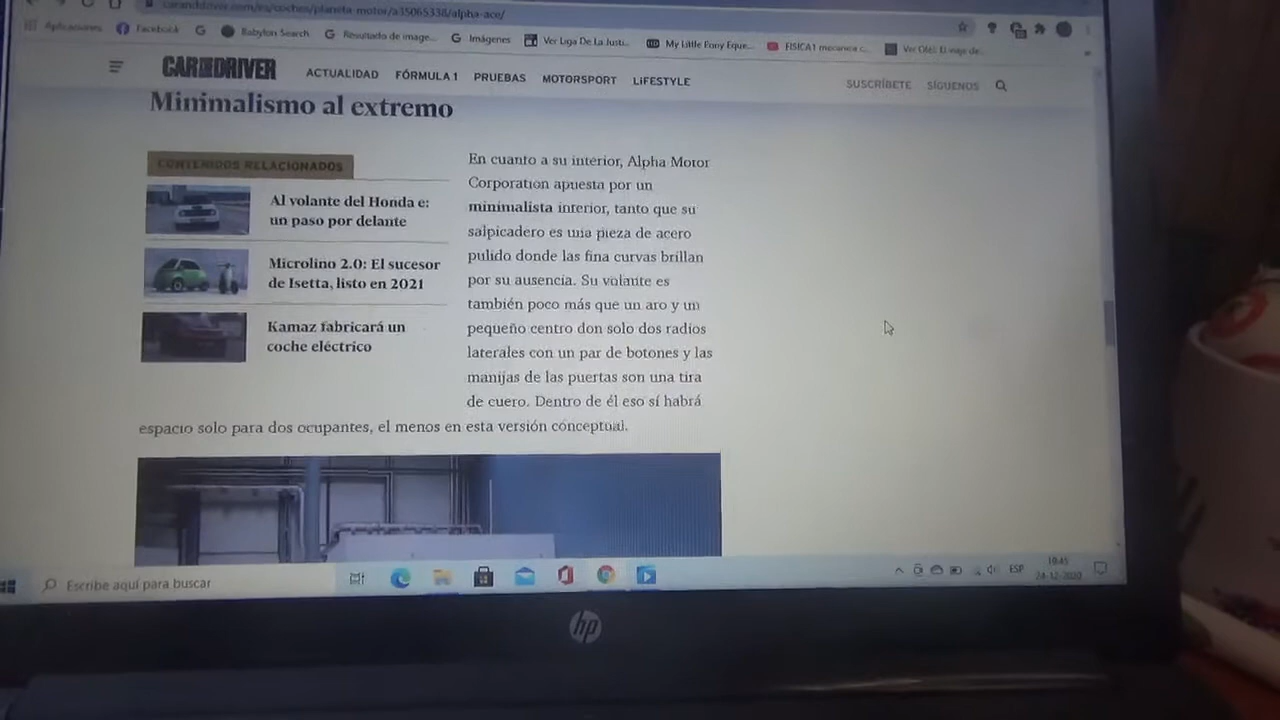 caranddriver.com/es/coches/planeta-motor/a35065338/alpha-ace/
Aplicaciones
Facebook
Babylon Search
Resultado de image...
Imágenes
Ver Liga De La Justi...
My Little Pony Eque...
FISICA1 mecanica c...
CAR AND DRIVER
ACTUALIDAD
FÓRMULA 1
PRUEBAS
MOTORSPORT
LIFESTYLE
SUSCRÍBETE
SÍGUENOS
Minimalismo al extremo
CONTENIDOS RELACIONADOS
Al volante del Honda e:
un paso por delante
Microlino 2.0: El sucesor
de Isetta, listo en 2021
Kamaz fabricará un
coche eléctrico
En cuanto a su interior, Alpha Motor
Corporation apuesta por un
minimalista interior, tanto que su
salpicadero es una pieza de acero
pulido donde las fina curvas brillan
por su ausencia. Su volante es
también poco más que un aro y un
pequeño centro don solo dos radios
laterales con un par de botones y las
manijas de las puertas son una tira
de cuero. Dentro de él eso sí habrá
espacio solo para dos ocupantes, el menos en esta versión conceptual.
Escribe aquí para buscar
ESP
19:45
24-12-2020
hp